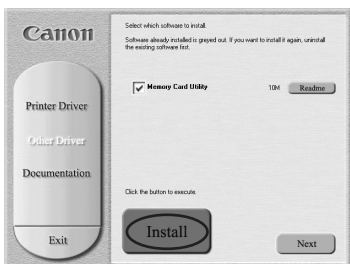 Canon
Select which software to install.
Software already installed is greyed out. If you want to install it again, uninstall
the existing software first.
Memory Card Utility 10M Readme
Printer Driver
Other Driver
Documentation
Click the button to execute.
Install
Exit
Next